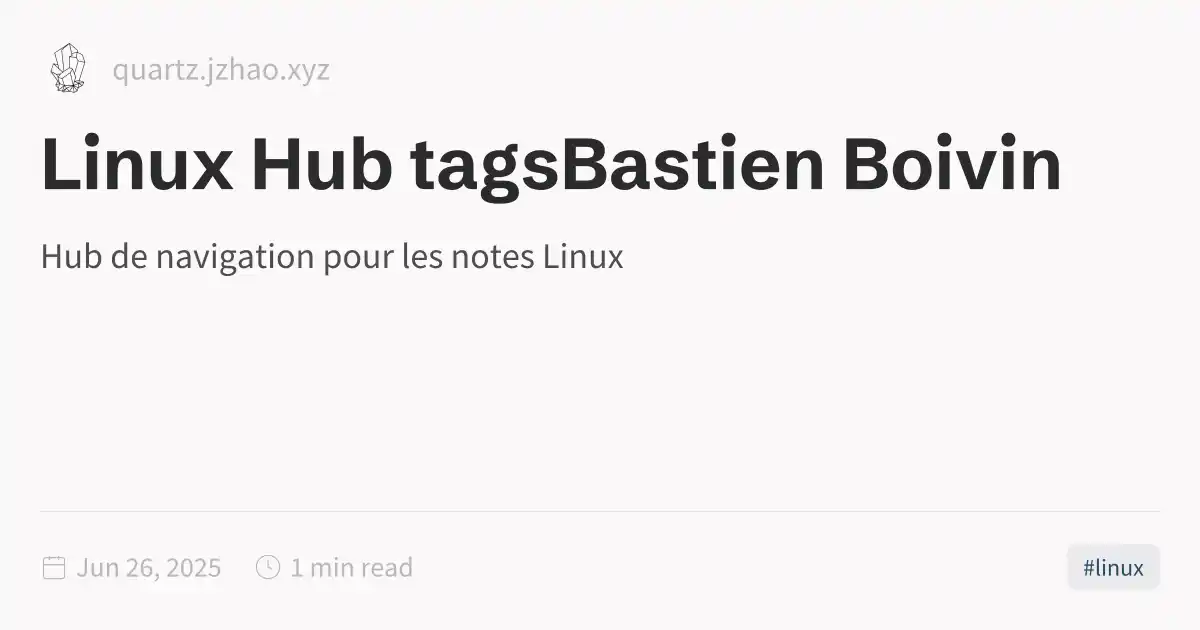 quartz.jzhao.xyz
Linux Hub tagsBastien Boivin
Hub de navigation pour les notes Linux
Jun 26, 2025 1 min read #linux